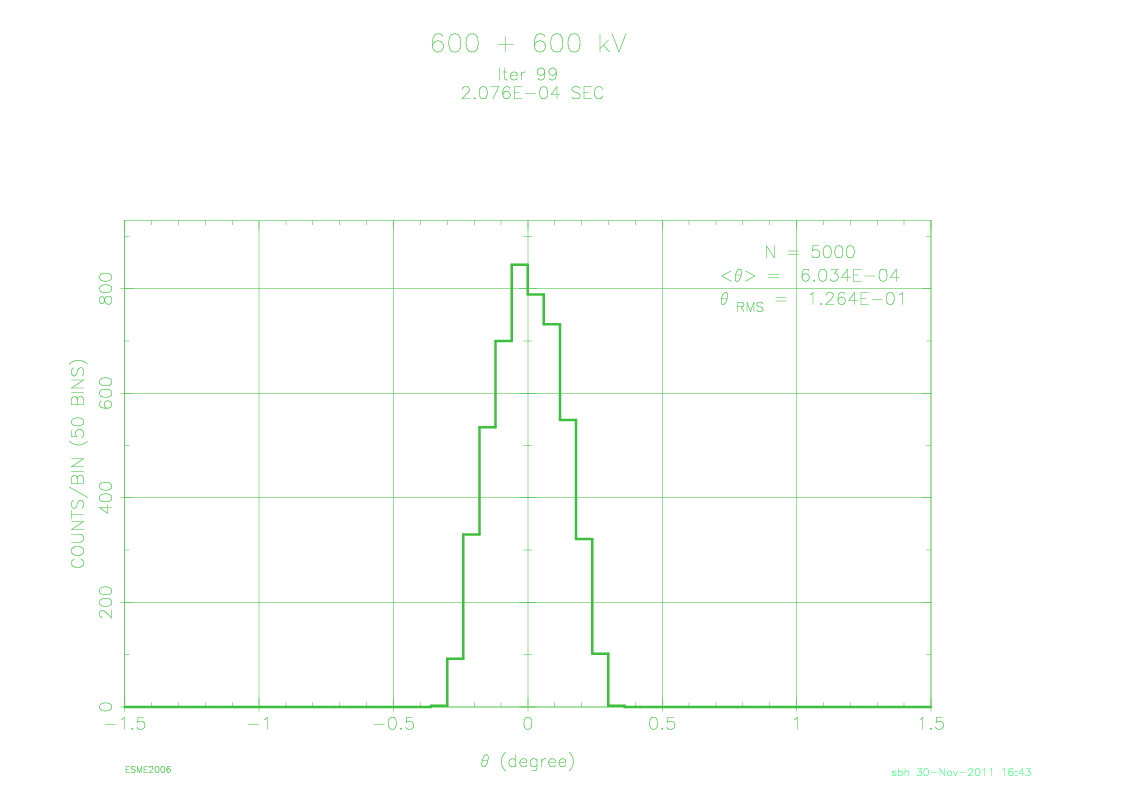 600 + 600 kV
Iter 99
2.076E-04 SEC
N = 5000
<θ> = 6.034E-04
θ RMS = 1.264E-01
COUNTS/BIN (50 BINS)
800
600
400
200
0
-1.5 -1 -0.5 0 0.5 1 1.5
θ (degree)
ESME2006
sbh 30-Nov-2011 16:43